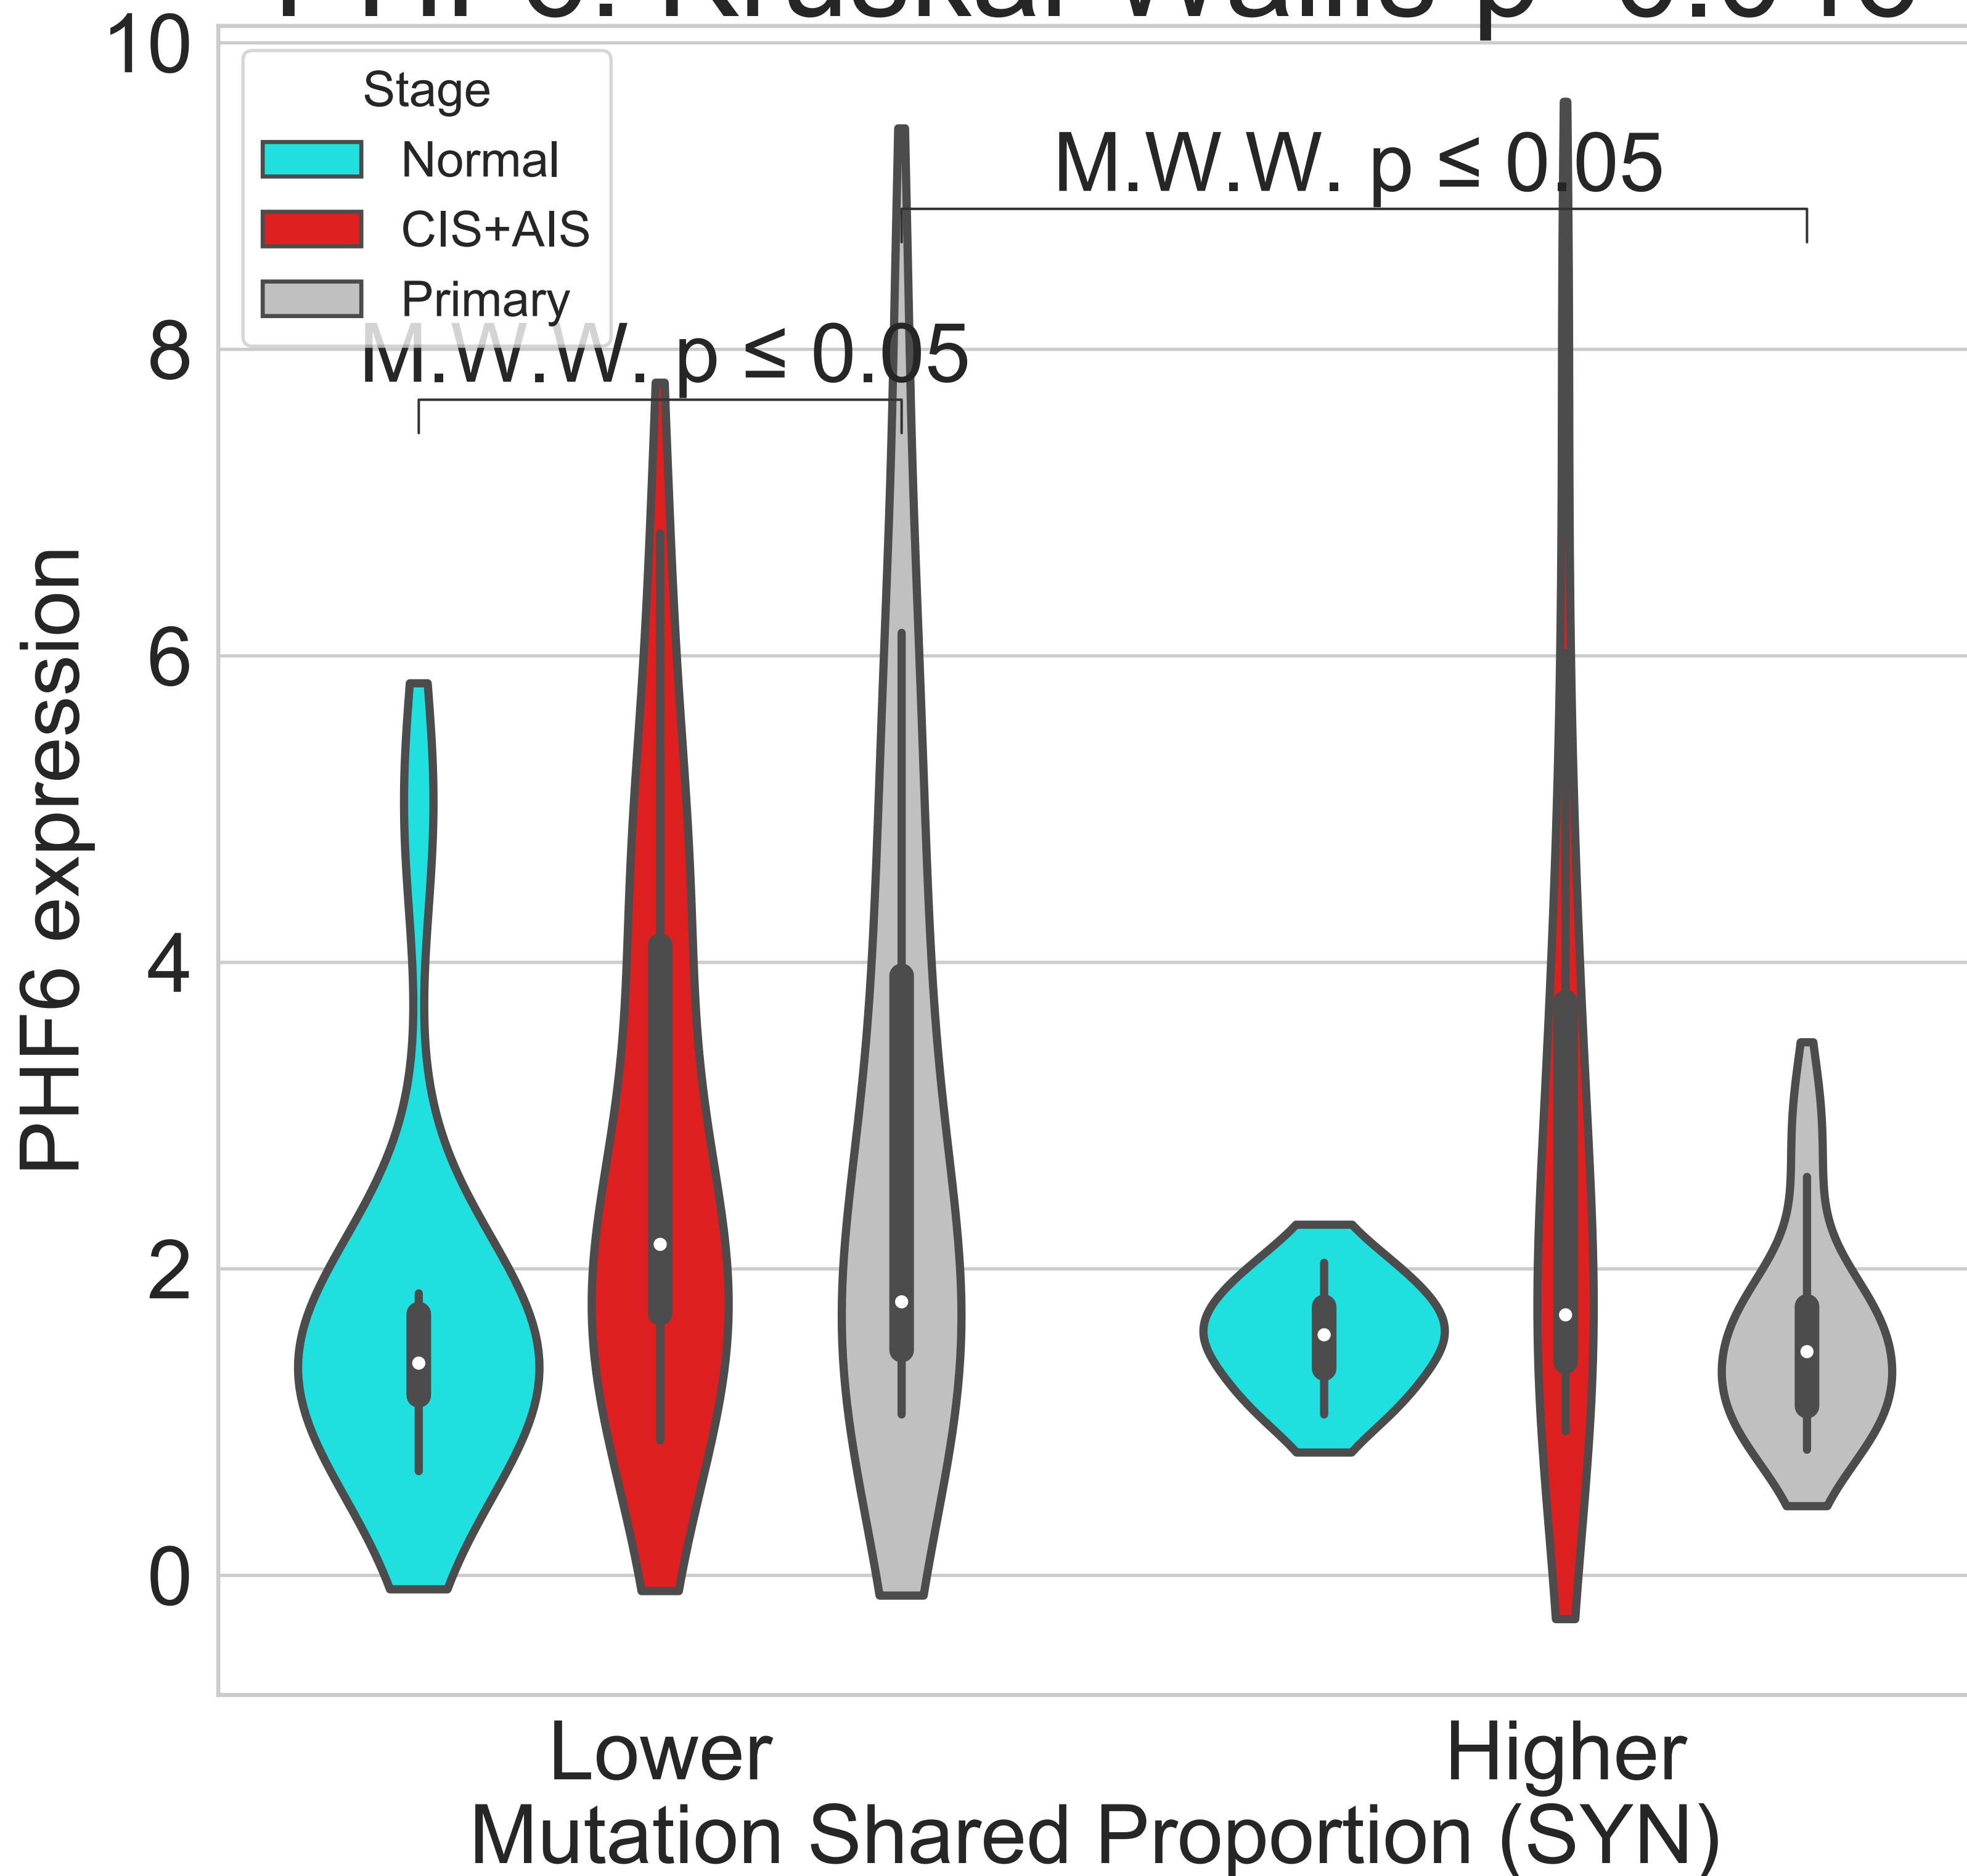 10
Stage
Normal
CIS+AIS
Primary
M.W.W. p ≤ 0.05
M.W.W. p ≤ 0.05
8
6
4
2
0
PHF6 expression
Lower
Higher
Mutation Shared Proportion (SYN)